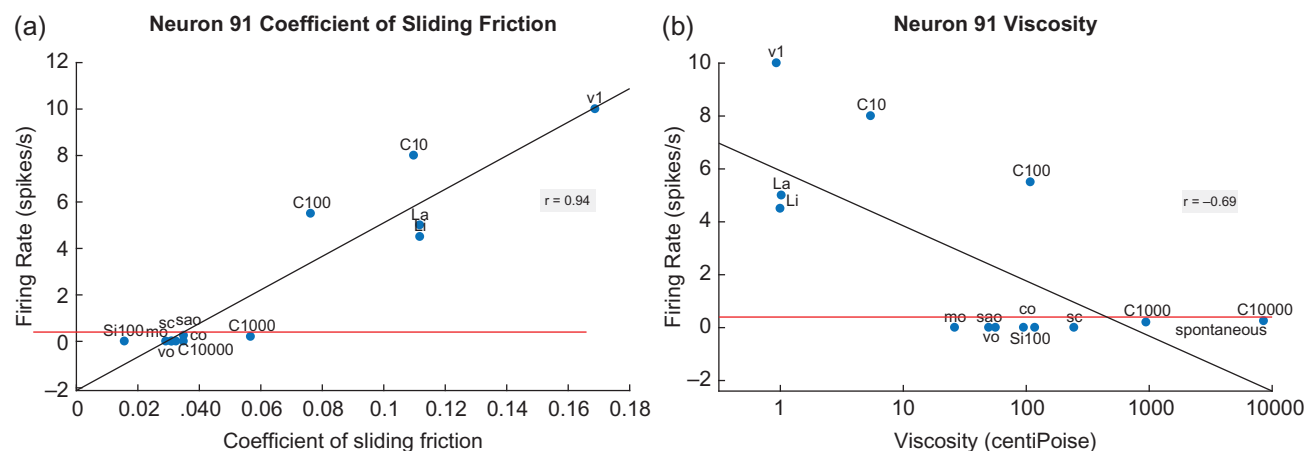 (a)
Neuron 91 Coefficient of Sliding Friction
Firing Rate (spikes/s)
12
10
8
6
4
2
0
–2
v1
C10
C100
La
Li
r = 0.94
Si100
mo
sc
sao
co
vo
C10000
C1000
0
0.02
0.040
0.06
0.08
0.1
0.12
0.14
0.16
0.18
Coefficient of sliding friction
(b)
Neuron 91 Viscosity
Firing Rate (spikes/s)
10
8
6
4
2
0
–2
v1
C10
C100
La
Li
r = –0.69
mo
sao
vo
co
Si100
sc
C1000
C10000
spontaneous
1
10
100
1000
10000
Viscosity (centiPoise)